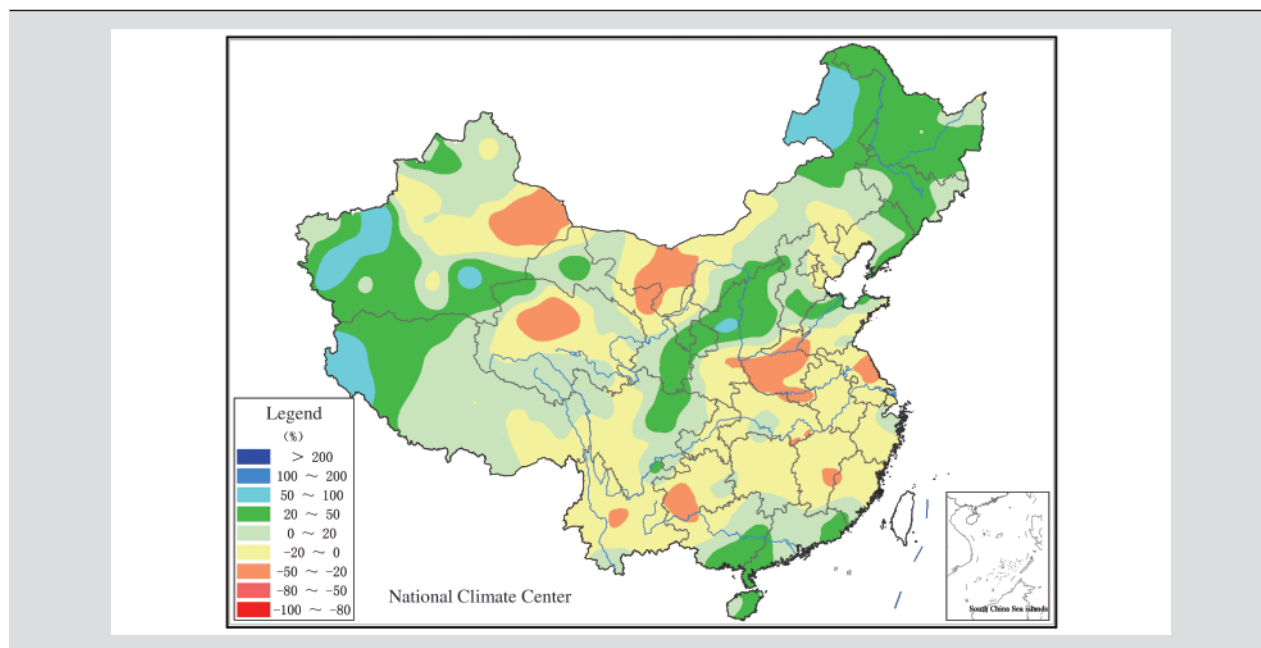 Legend
(%)
> 200
100 ~ 200
50 ~ 100
20 ~ 50
0 ~ 20
-20 ~ 0
-50 ~ -20
-80 ~ -50
-100 ~ -80
National Climate Center
South China Sea islands